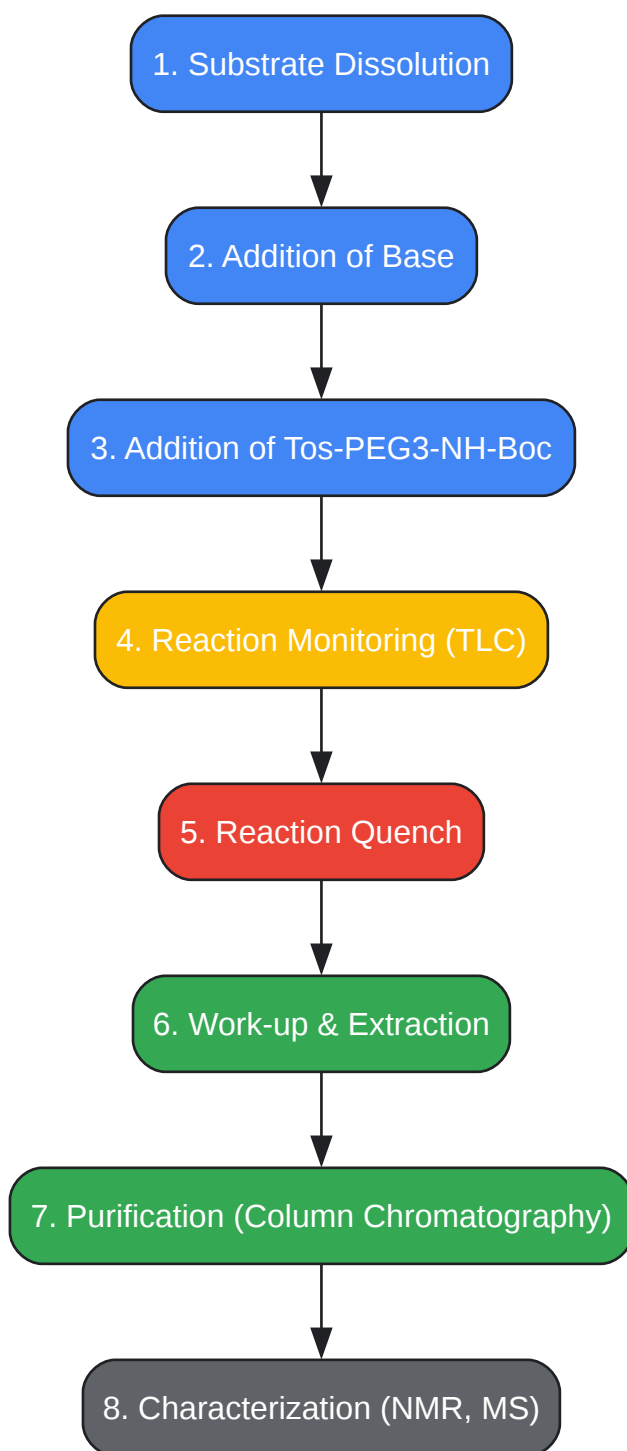 1. Substrate Dissolution
2. Addition of Base
3. Addition of Tos-PEG3-NH-Boc
4. Reaction Monitoring (TLC)
5. Reaction Quench
6. Work-up & Extraction
7. Purification (Column Chromatography)
8. Characterization (NMR, MS)